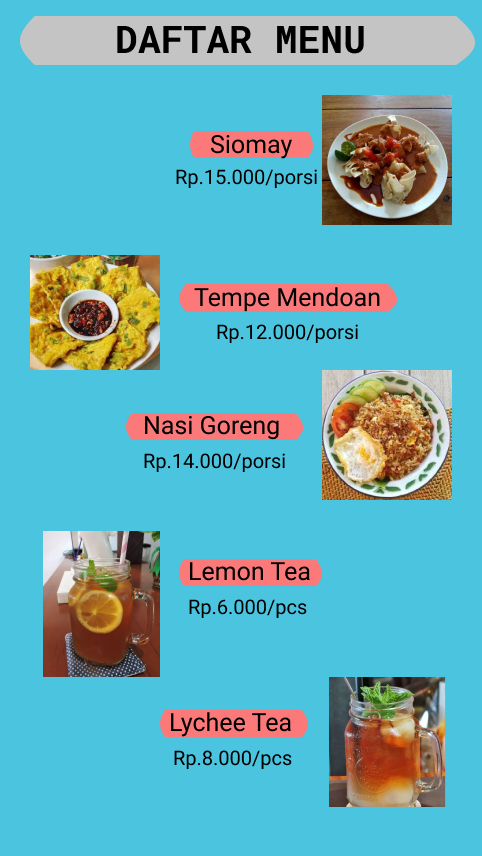 DAFTAR MENU
Siomay
Rp.15.000/porsi
Tempe Mendoan
Rp.12.000/porsi
Nasi Goreng
Rp.14.000/porsi
Lemon Tea
Rp.6.000/pcs
Lychee Tea
Rp.8.000/pcs